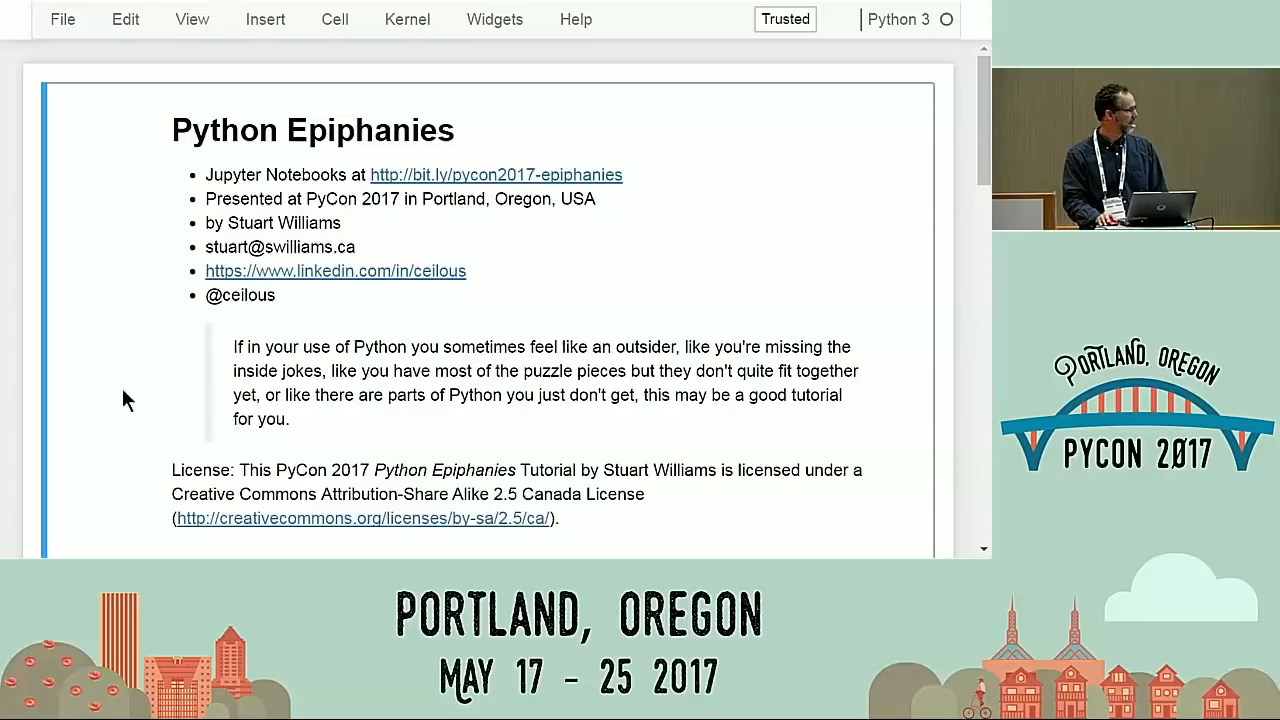 File Edit View Insert Cell Kernel Widgets Help Trusted Python 3
Python Epiphanies
Jupyter Notebooks at http://bit.ly/pycon2017-epiphanies
Presented at PyCon 2017 in Portland, Oregon, USA
by Stuart Williams
stuart@swilliams.ca
https://www.linkedin.com/in/ceilous
@ceilous
If in your use of Python you sometimes feel like an outsider, like you're missing the
inside jokes, like you have most of the puzzle pieces but they don't quite fit together
yet, or like there are parts of Python you just don't get, this may be a good tutorial
for you.
License: This PyCon 2017 Python Epiphanies Tutorial by Stuart Williams is licensed under a
Creative Commons Attribution-Share Alike 2.5 Canada License
(http://creativecommons.org/licenses/by-sa/2.5/ca/).
PORTLAND, OREGON
PYCON 2017
PORTLAND, OREGON
MAY 17 - 25 2017